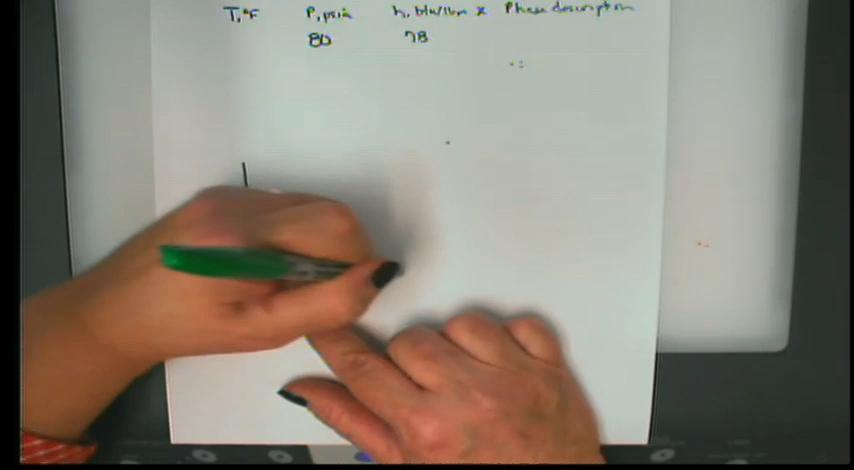 T, °F P, psia h, btu/lbm x Phase description
80 78